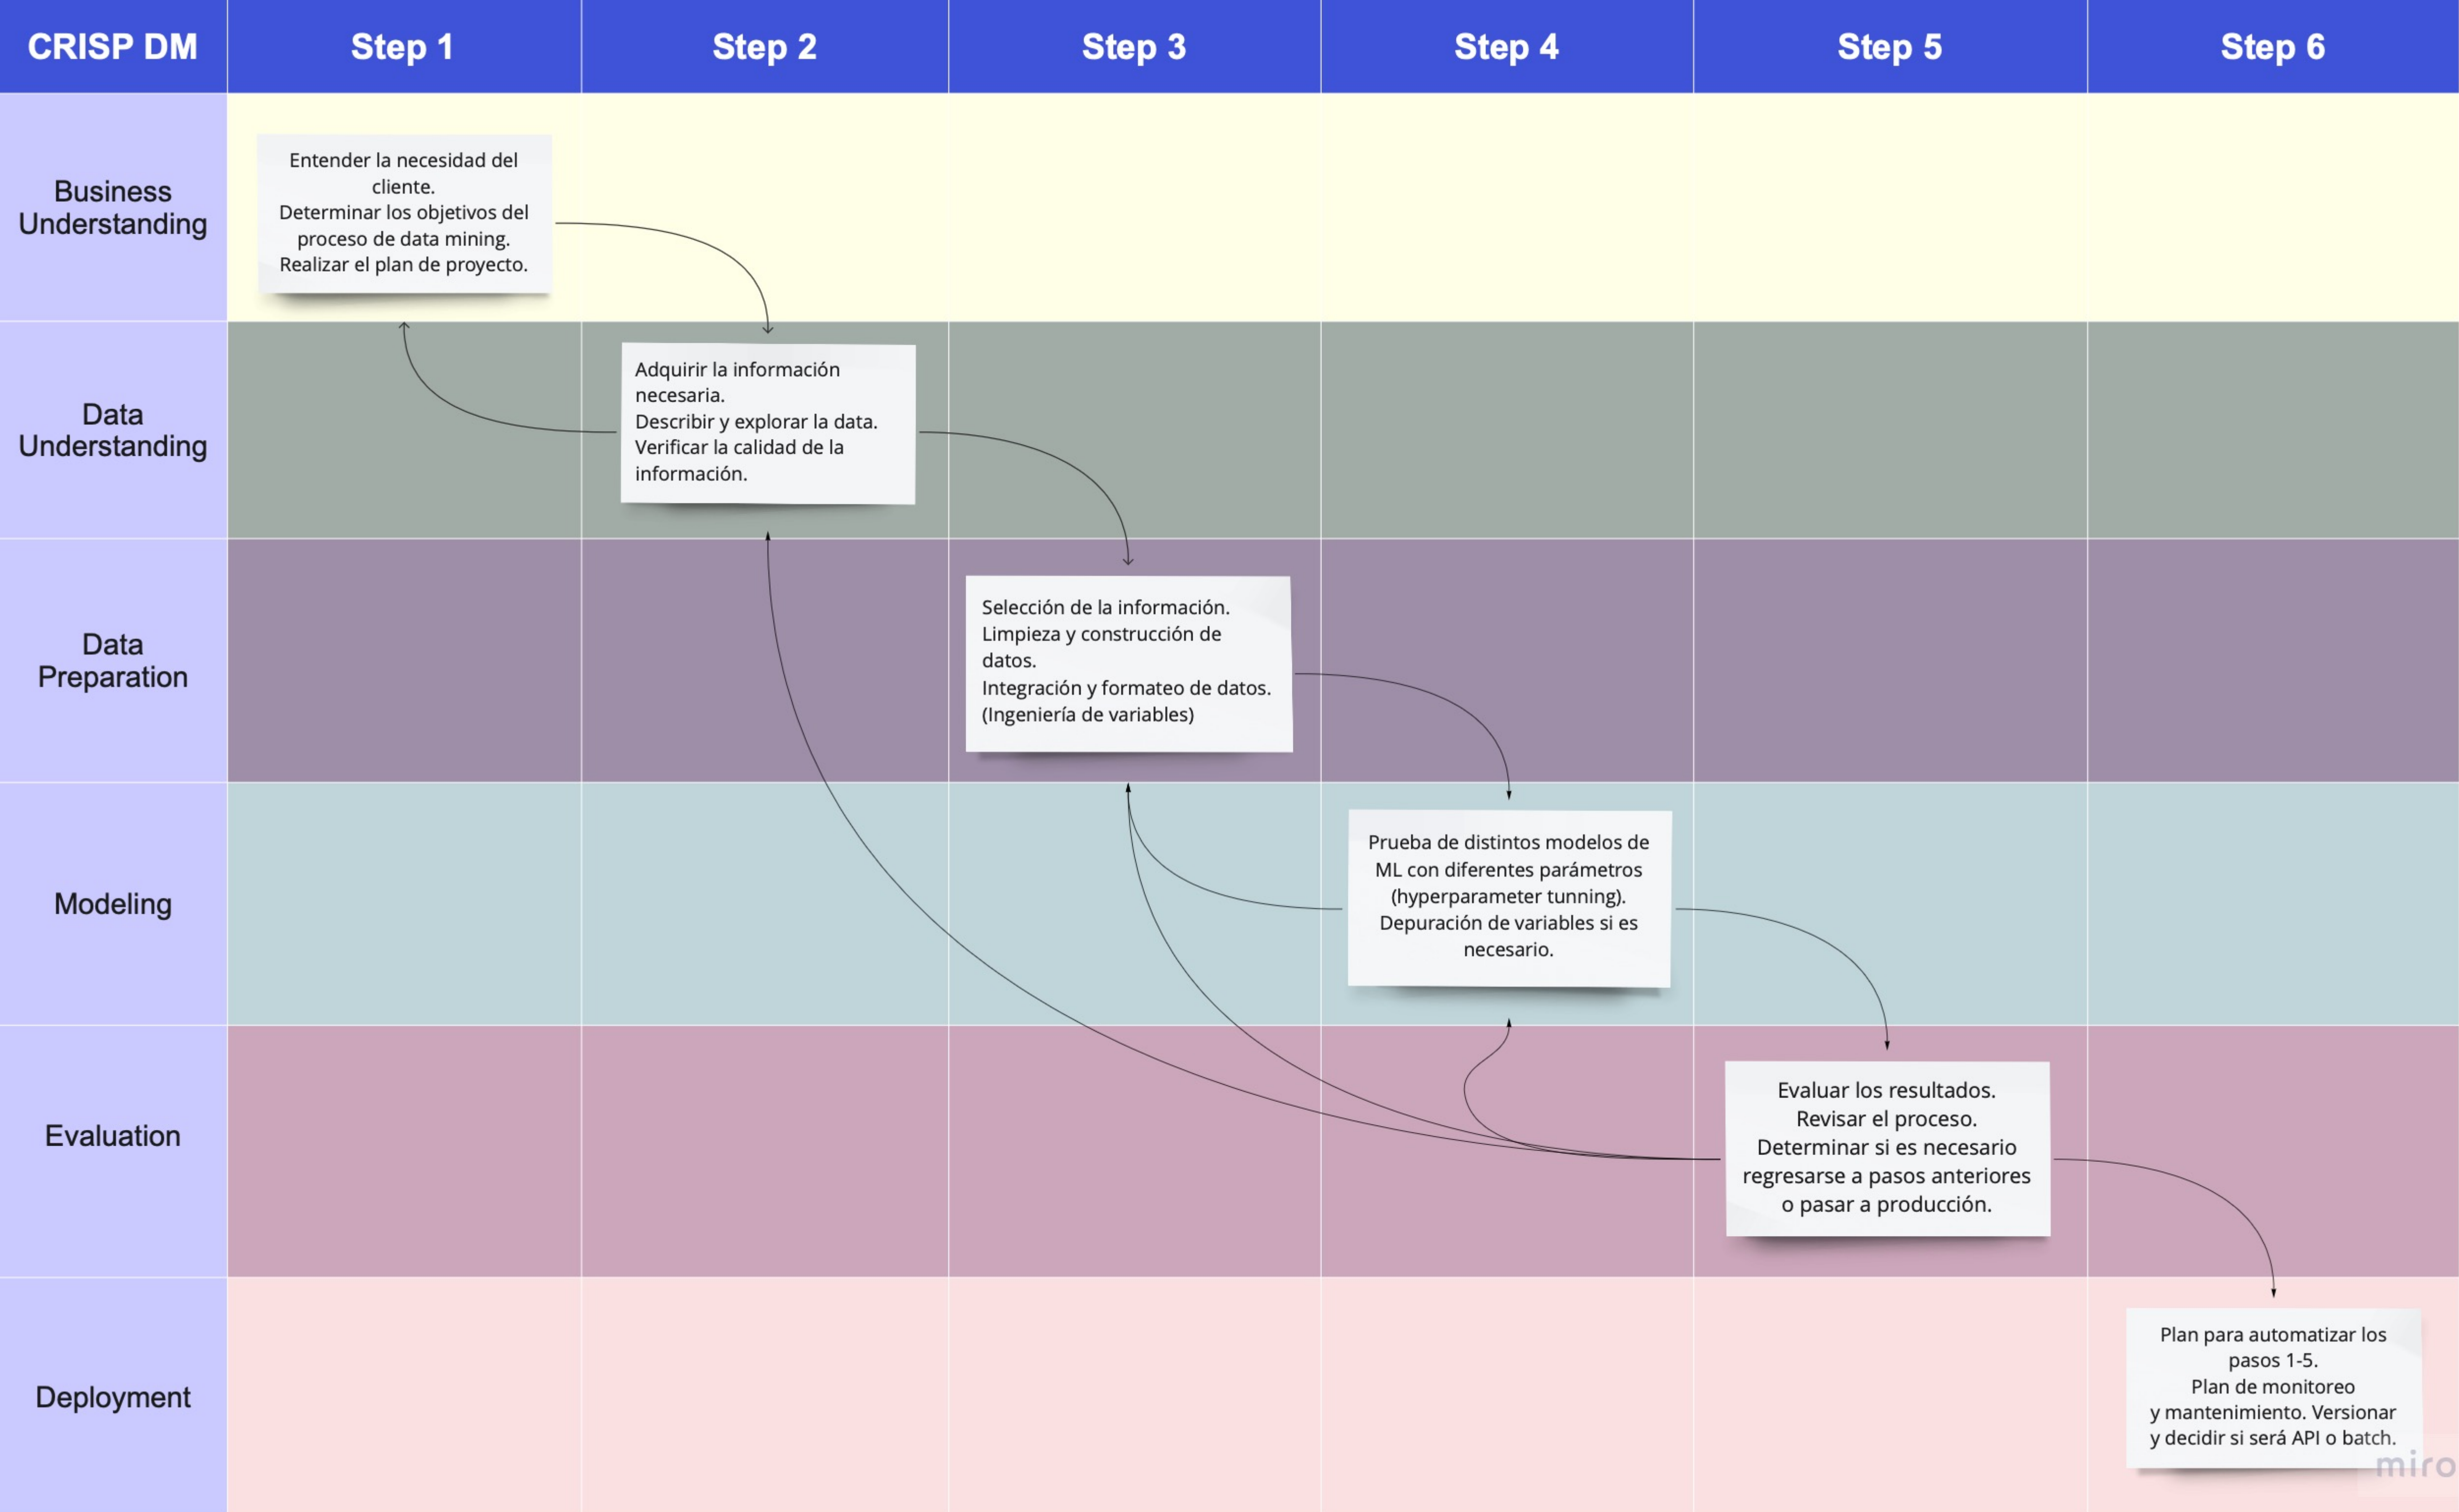 CRISP DM
Step 1
Step 2
Step 3
Step 4
Step 5
Step 6
Business
Understanding
Entender la necesidad del
cliente.
Determinar los objetivos del
proceso de data mining.
Realizar el plan de proyecto.
Data
Understanding
Adquirir la información
necesaria.
Describir y explorar la data.
Verificar la calidad de la
información.
Data
Preparation
Selección de la información.
Limpieza y construcción de
datos.
Integración y formateo de datos.
(Ingeniería de variables)
Modeling
Prueba de distintos modelos de
ML con diferentes parámetros
(hyperparameter tunning).
Depuración de variables si es
necesario.
Evaluation
Evaluar los resultados.
Revisar el proceso.
Determinar si es necesario
regresarse a pasos anteriores
o pasar a producción.
Deployment
Plan para automatizar los
pasos 1-5.
Plan de monitoreo
y mantenimiento. Versionar
y decidir si será API o batch.
miro